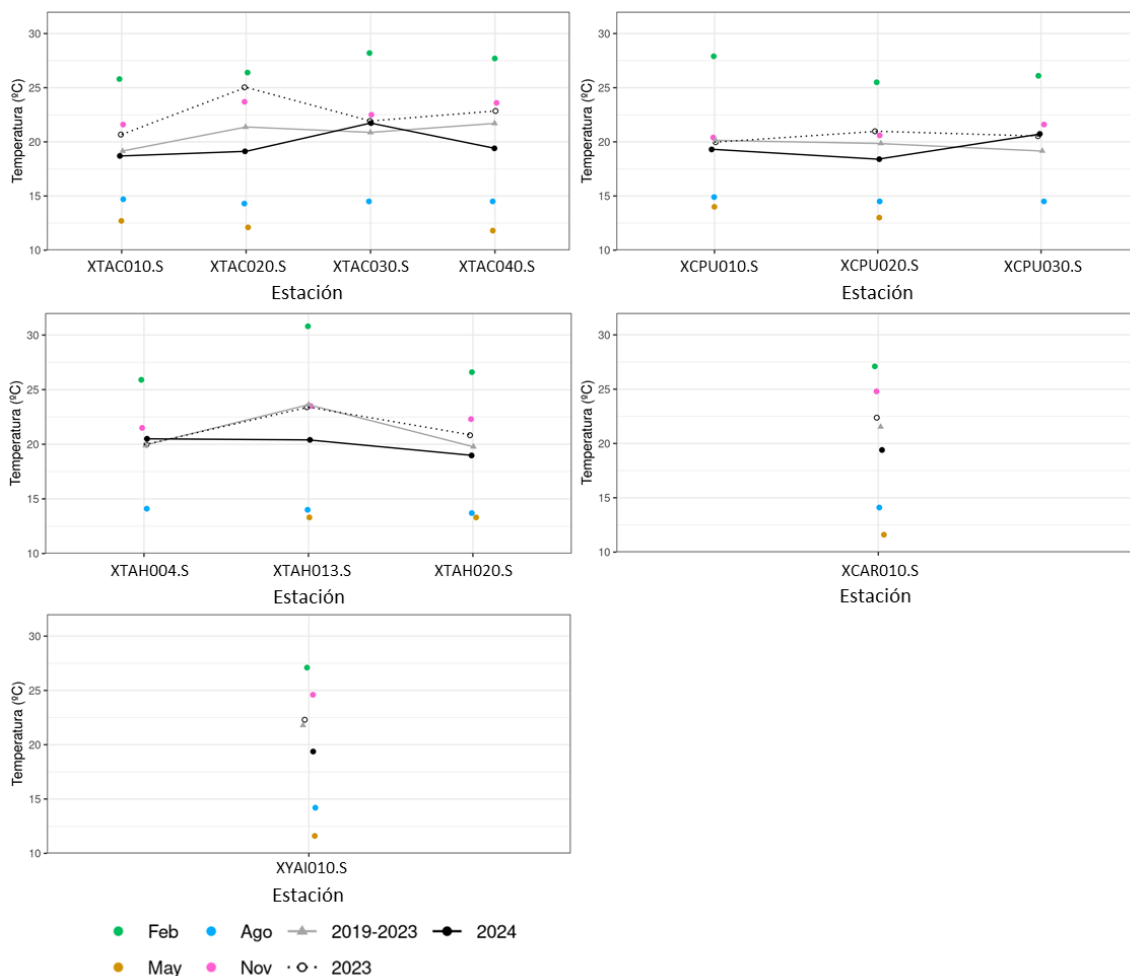 Temperatura (ºC)
30
25
20
15
10
XTAC010.S XTAC020.S XTAC030.S XTAC040.S
Estación
Temperatura (ºC)
30
25
20
15
10
XCPU010.S XCPU020.S XCPU030.S
Estación
Temperatura (ºC)
30
25
20
15
10
XTAH004.S XTAH013.S XTAH020.S
Estación
Temperatura (ºC)
30
25
20
15
10
XCAR010.S
Estación
Temperatura (ºC)
30
25
20
15
10
XYAI010.S
Estación
Feb Ago 2019-2023 2024
May Nov 2023